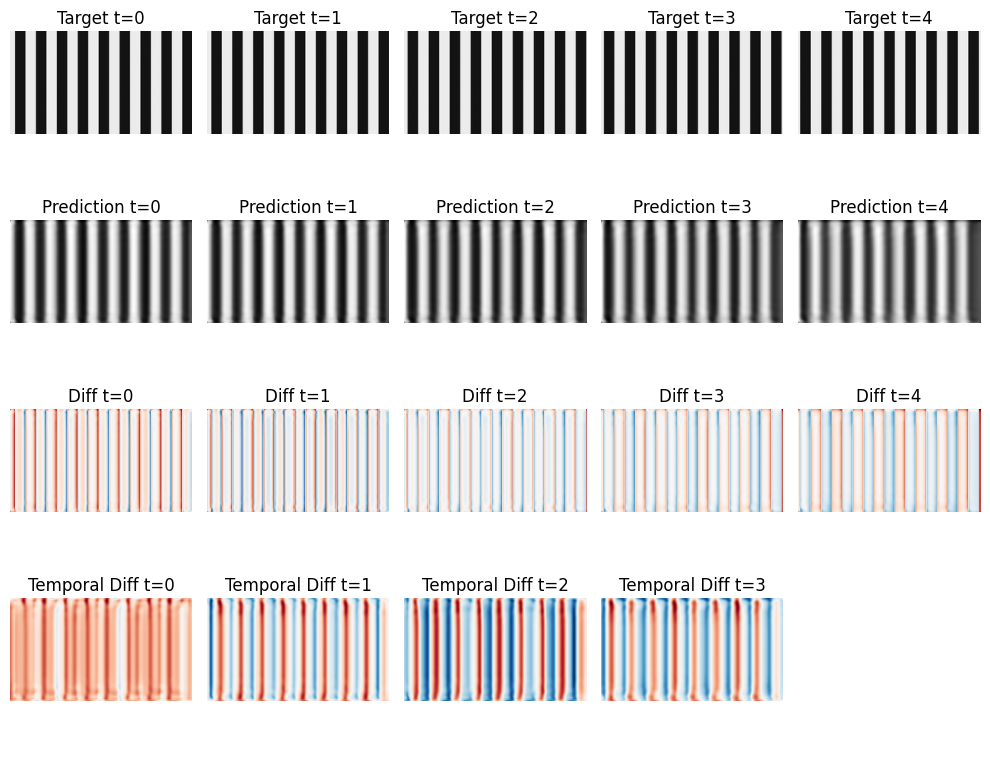 Target t=0 Target t=1 Target t=2 Target t=3 Target t=4
Prediction t=0 Prediction t=1 Prediction t=2 Prediction t=3 Prediction t=4
Diff t=0 Diff t=1 Diff t=2 Diff t=3 Diff t=4
Temporal Diff t=0 Temporal Diff t=1 Temporal Diff t=2 Temporal Diff t=3